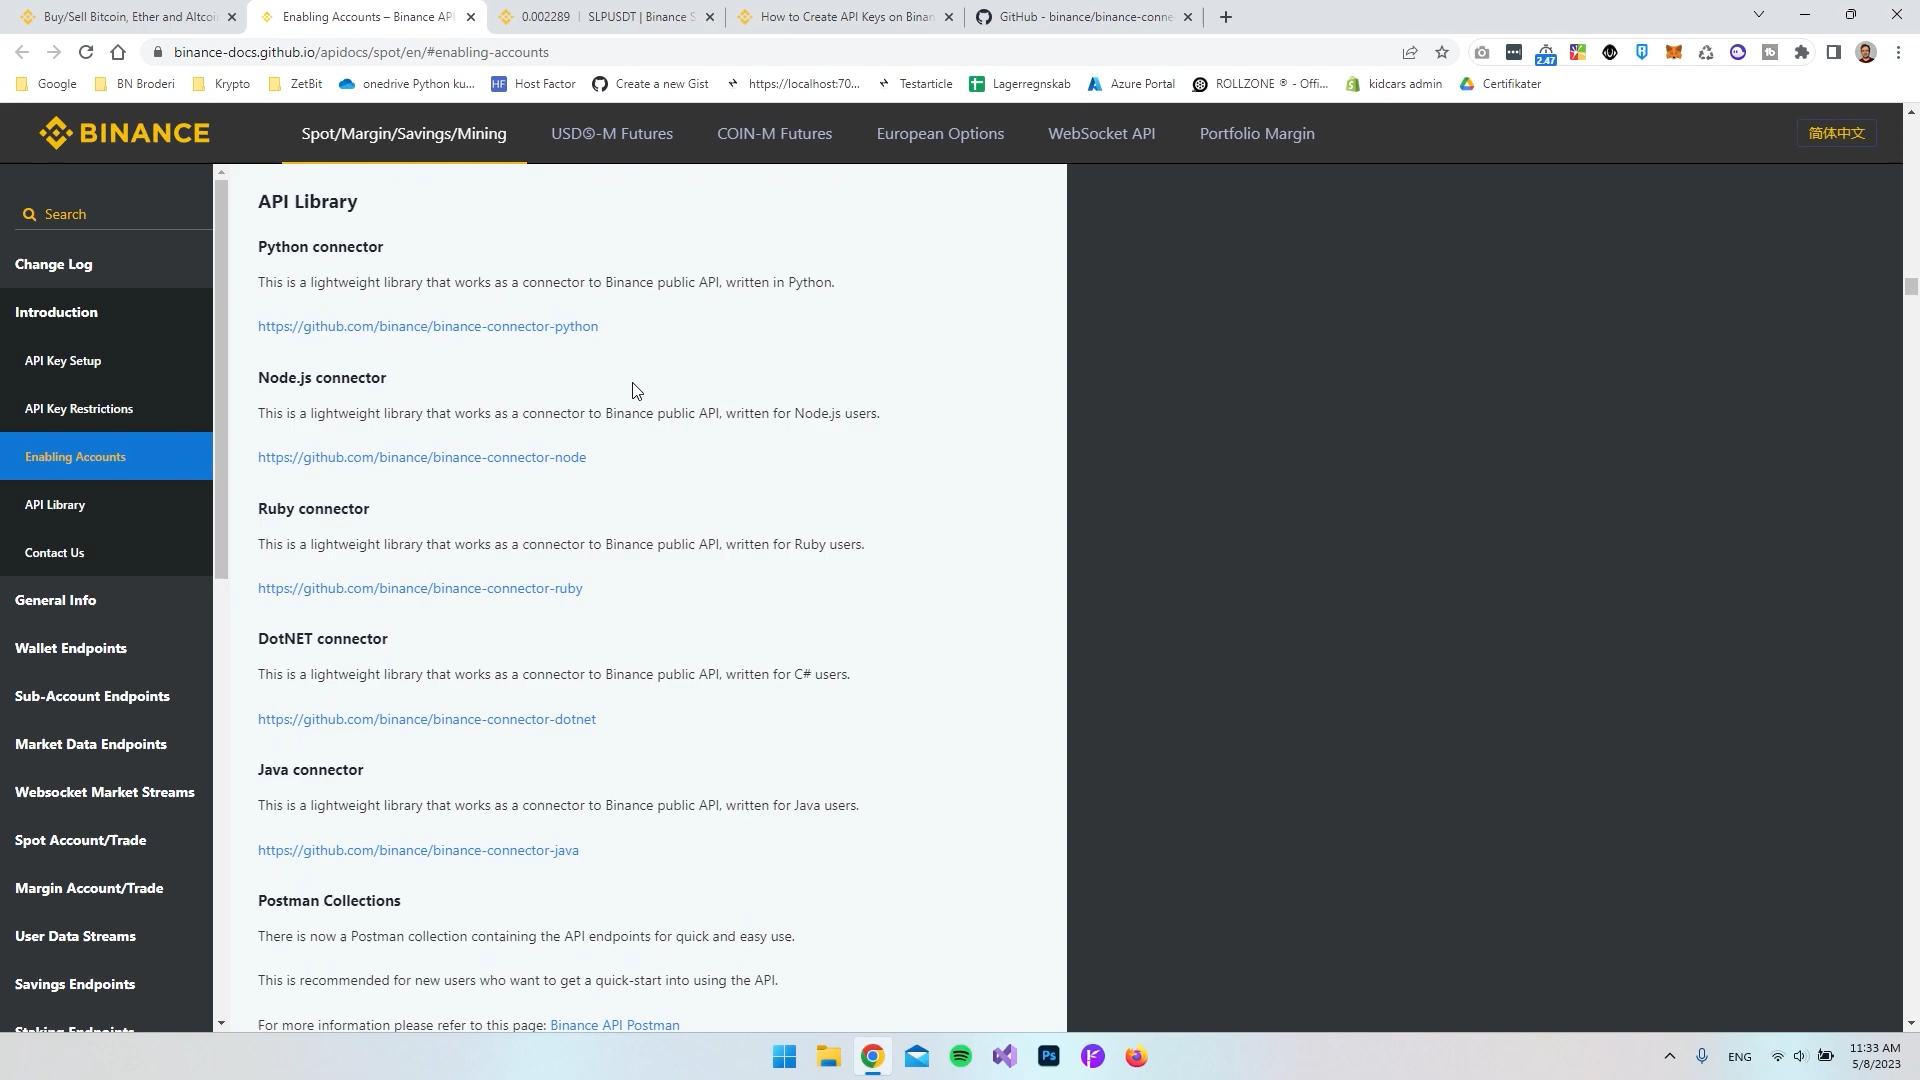 Buy/Sell Bitcoin, Ether and Altcoi
Enabling Accounts – Binance API
0.002289 | SLPUSDT | Binance S
How to Create API Keys on Binan
GitHub - binance/binance-conne
binance-docs.github.io/apidocs/spot/en/#enabling-accounts
2.47
Google
BN Broderi
Krypto
ZetBit
onedrive Python ku...
HF Host Factor
Create a new Gist
https://localhost:70...
Testarticle
Lagerregnskab
Azure Portal
ROLLZONE ® - Offi...
kidcars admin
Certifikater
BINANCE
Spot/Margin/Savings/Mining
USDⓈ-M Futures
COIN-M Futures
European Options
WebSocket API
Portfolio Margin
简体中文
Search
Change Log
Introduction
API Key Setup
API Key Restrictions
Enabling Accounts
API Library
Contact Us
General Info
Wallet Endpoints
Sub-Account Endpoints
Market Data Endpoints
Websocket Market Streams
Spot Account/Trade
Margin Account/Trade
User Data Streams
Savings Endpoints
Staking Endpoints
API Library
Python connector
This is a lightweight library that works as a connector to Binance public API, written in Python.
https://github.com/binance/binance-connector-python
Node.js connector
This is a lightweight library that works as a connector to Binance public API, written for Node.js users.
https://github.com/binance/binance-connector-node
Ruby connector
This is a lightweight library that works as a connector to Binance public API, written for Ruby users.
https://github.com/binance/binance-connector-ruby
DotNET connector
This is a lightweight library that works as a connector to Binance public API, written for C# users.
https://github.com/binance/binance-connector-dotnet
Java connector
This is a lightweight library that works as a connector to Binance public API, written for Java users.
https://github.com/binance/binance-connector-java
Postman Collections
There is now a Postman collection containing the API endpoints for quick and easy use.
This is recommended for new users who want to get a quick-start into using the API.
For more information please refer to this page: Binance API Postman
Ps
ENG
11:33 AM
5/8/2023